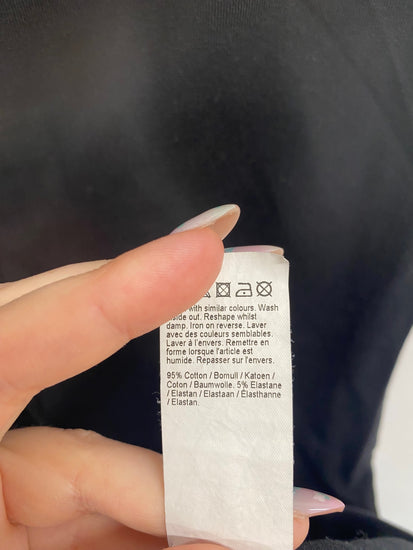 with similar colours. Wash
inside out. Reshape whilst
damp. Iron on reverse. Laver
avec des couleurs semblables.
Laver à l'envers. Remettre en
forme lorsque l'article est
humide. Repasser sur l'envers.
95% Cotton / Bomull / Katoen /
Coton / Baumwolle. 5% Elastane
/ Elastan / Elastaan / Élasthanne
/ Elastan.